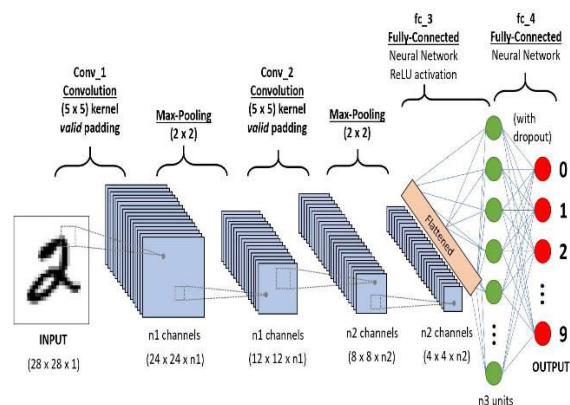 fc_3
Fully-Connected
Neural Network
ReLU activation
fc_4
Fully-Connected
Neural Network
Conv_1
Convolution
(5 x 5) kernel
valid padding
Max-Pooling
(2 x 2)
Conv_2
Convolution
(5 x 5) kernel
valid padding
Max-Pooling
(2 x 2)
(with
dropout)
Flattened
0
1
2
9
2
INPUT
(28 x 28 x 1)
n1 channels
(24 x 24 x n1)
n1 channels
(12 x 12 x n1)
n2 channels
(8 x 8 x n2)
n2 channels
(4 x 4 x n2)
OUTPUT
n3 units